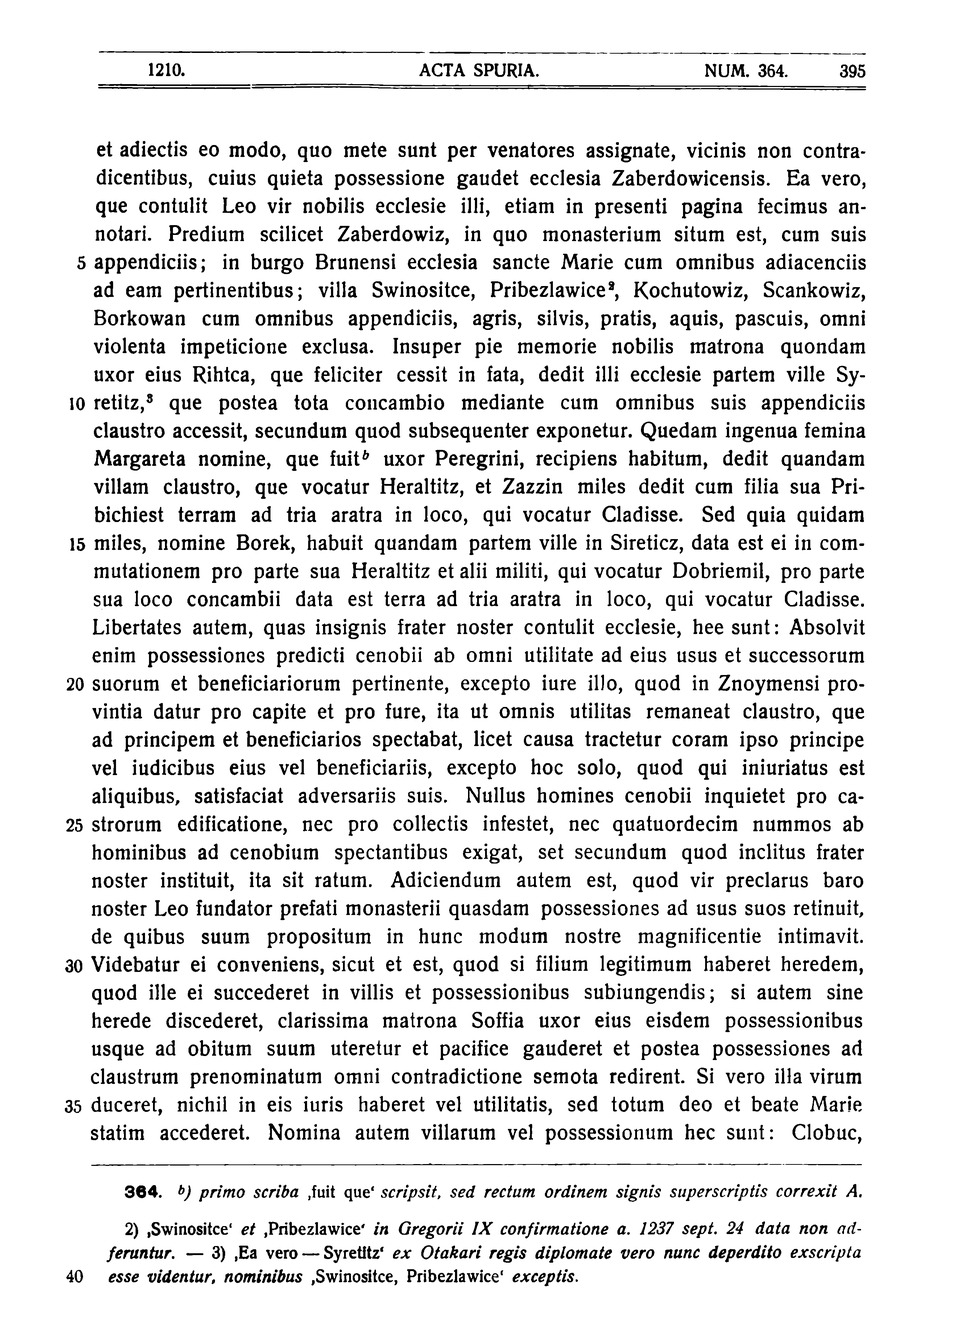 1210. ACTA SPURIA. NUM. 364. 395
et adiectis eo modo, quo mete sunt per venatores assignate, vicinis non contra-
dicentibus, cuius quieta possessione gaudet ecclesia Zaberdowicensis. Ea vero,
que contulit Leo vir nobilis ecclesie illi, etiam in presenti pagina fecimus an-
notari. Predium scilicet Zaberdowiz, in quo monasterium situm est, cum suis
5 appendiciis; in burgo Brunensi ecclesia sancte Marie cum omnibus adiacenciis
ad eam pertinentibus; villa Swinositce, Pribezlawice², Kochutowiz, Scankowiz,
Borkowan cum omnibus appendiciis, agris, silvis, pratis, aquis, pascuis, omni
violenta impeticione exclusa. Insuper pie memorie nobilis matrona quondam
uxor eius Rihtca, que feliciter cessit in fata, dedit illi ecclesie partem ville Sy-
10 retitz,³ que postea tota concambio mediante cum omnibus suis appendiciis
claustro accessit, secundum quod subsequenter exponetur. Quedam ingenua femina
Margareta nomine, que fuitᵇ uxor Peregrini, recipiens habitum, dedit quandam
villam claustro, que vocatur Heraltitz, et Zazzin miles dedit cum filia sua Pri-
bichiest terram ad tria aratra in loco, qui vocatur Cladisse. Sed quia quidam
15 miles, nomine Borek, habuit quandam partem ville in Sireticz, data est ei in com-
mutationem pro parte sua Heraltitz et alii militi, qui vocatur Dobriemil, pro parte
sua loco concambii data est terra ad tria aratra in loco, qui vocatur Cladisse.
Libertates autem, quas insignis frater noster contulit ecclesie, hee sunt: Absolvit
enim possessiones predicti cenobii ab omni utilitate ad eius usus et successorum
20 suorum et beneficiariorum pertinente, excepto iure illo, quod in Znoymensi pro-
vintia datur pro capite et pro fure, ita ut omnis utilitas remaneat claustro, que
ad principem et beneficiarios spectabat, licet causa tractetur coram ipso principe
vel iudicibus eius vel beneficiariis, excepto hoc solo, quod qui iniuriatus est
aliquibus, satisfaciat adversariis suis. Nullus homines cenobii inquietet pro ca-
25 strorum edificatione, nec pro collectis infestet, nec quatuordecim nummos ab
hominibus ad cenobium spectantibus exigat, set secundum quod inclitus frater
noster instituit, ita sit ratum. Adiciendum autem est, quod vir preclarus baro
noster Leo fundator prefati monasterii quasdam possessiones ad usus suos retinuit,
de quibus suum propositum in hunc modum nostre magnificentie intimavit.
30 Videbatur ei conveniens, sicut et est, quod si filium legitimum haberet heredem,
quod ille ei succederet in villis et possessionibus subiungendis; si autem sine
herede discederet, clarissima matrona Soffia uxor eius eisdem possessionibus
usque ad obitum suum uteretur et pacifice gauderet et postea possessiones ad
claustrum prenominatum omni contradictione semota redirent. Si vero illa virum
35 duceret, nichil in eis iuris haberet vel utilitatis, sed totum deo et beate Marie
statim accederet. Nomina autem villarum vel possessionum hec sunt: Clobuc,
364. b) primo scriba ‚fuit que‘ scripsit, sed rectum ordinem signis superscriptis correxit A.
2) ‚Swinositce‘ et ‚Pribezlawice‘ in Gregorii IX confirmatione a. 1237 sept. 24 data non ad-
feruntur. — 3) ‚Ea vero — Syretitz‘ ex Otakari regis diplomate vero nunc deperdito exscripta
40 esse videntur, nominibus ‚Swinositce, Pribezlawice‘ exceptis.